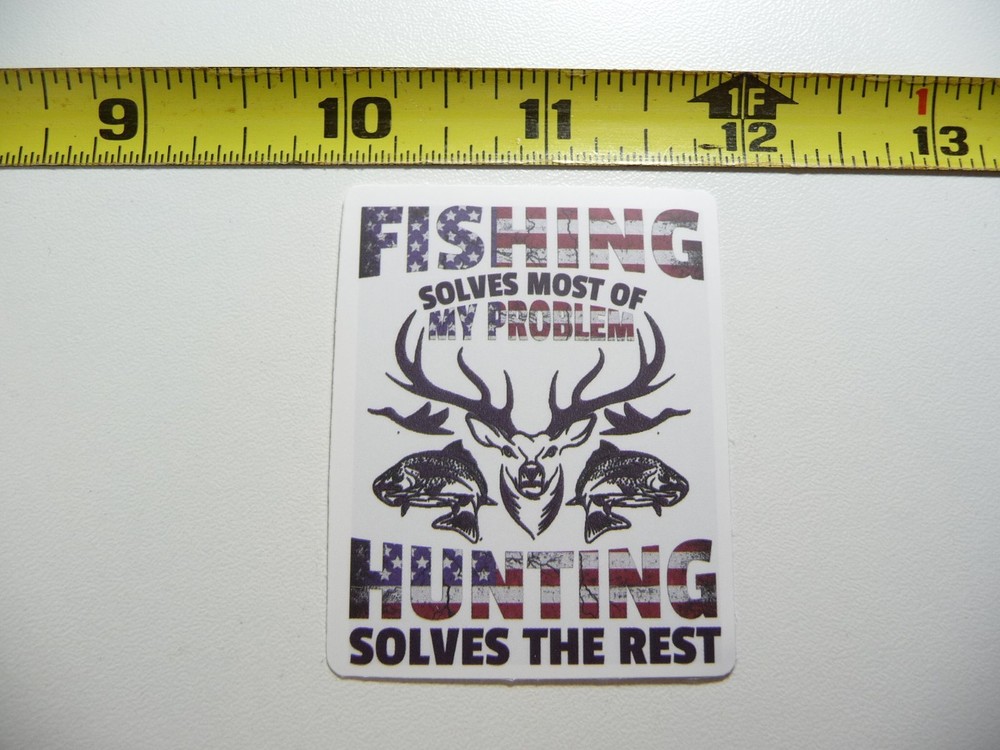 9 10 11 1F 12 1 13
FISHING
SOLVES MOST OF
MY PROBLEM
HUNTING
SOLVES THE REST